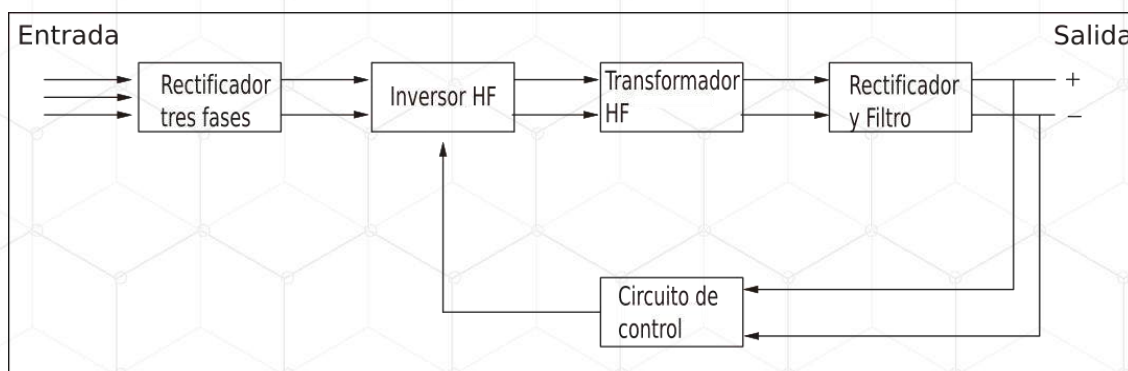 Entrada
Salida
Rectificador
tres fases
Inversor HF
Transformador
HF
Rectificador
y Filtro
+
−
Circuito de
control